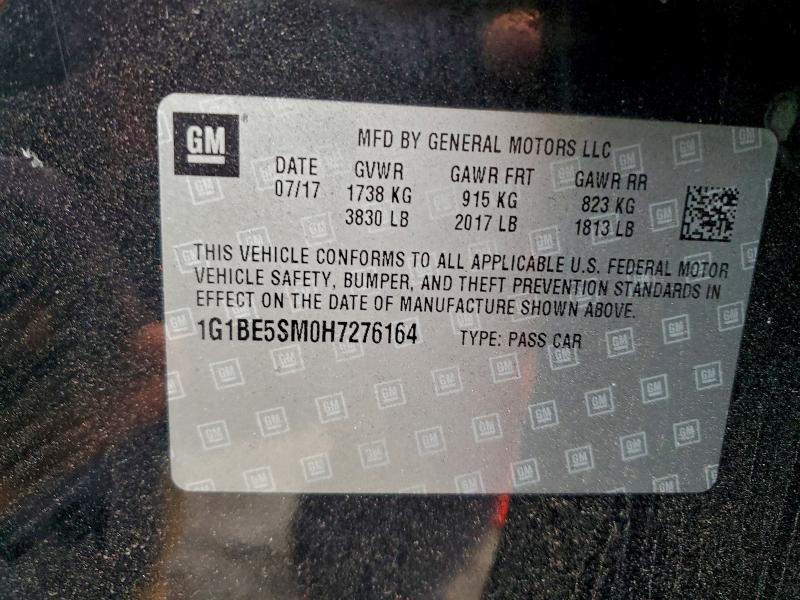 GM
MFD BY GENERAL MOTORS LLC
DATE GVWR GAWR FRT GAWR RR
07/17 1738 KG 915 KG 823 KG
3830 LB 2017 LB 1813 LB
THIS VEHICLE CONFORMS TO ALL APPLICABLE U.S. FEDERAL MOTOR
VEHICLE SAFETY, BUMPER, AND THEFT PREVENTION STANDARDS IN
EFFECT ON THE DATE OF MANUFACTURE SHOWN ABOVE.
1G1BE5SM0H7276164 TYPE: PASS CAR